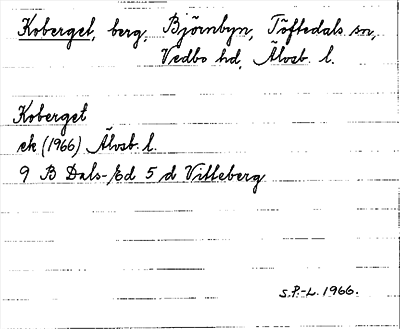 Koberget, berg, Björnbyn, Töftedals sn,
Vedbo hd, Älvsb. l.
Koberget
ek (1966) Älvsb. l.
9 B Dals-Ed 5 d Vitteberg
S.P.-L. 1966.